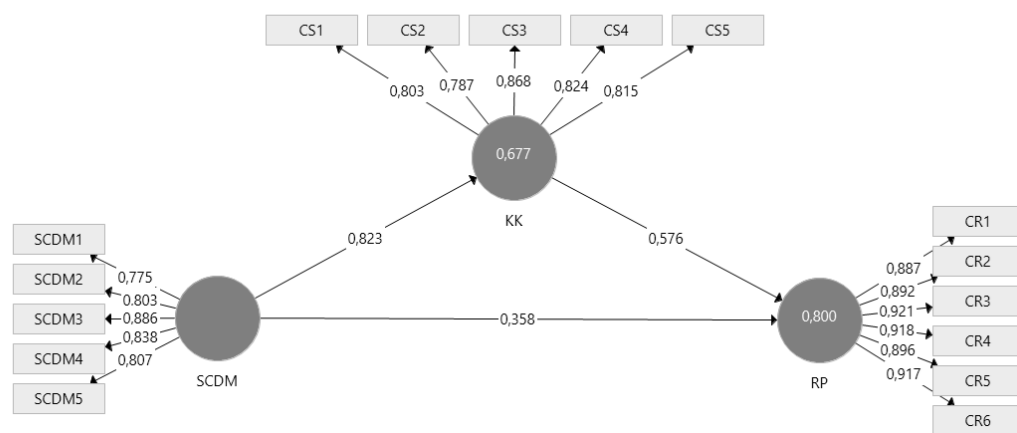 CS1 CS2 CS3 CS4 CS5
0,803 0,787 0,868 0,824 0,815
0,677
KK
0,823
0,576
SCDM1
SCDM2
SCDM3
SCDM4
SCDM5
0,775
0,803
0,886
0,838
0,807
SCDM
0,358
0,800
RP
0,887
0,892
0,921
0,918
0,896
0,917
CR1
CR2
CR3
CR4
CR5
CR6